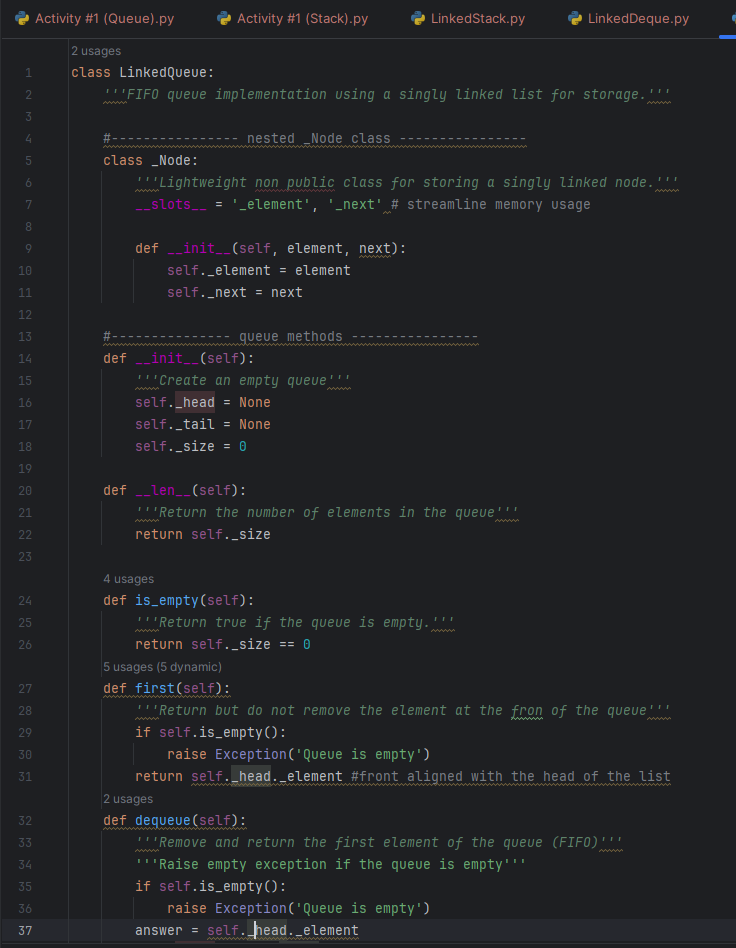 Activity #1 (Queue).py Activity #1 (Stack).py LinkedStack.py LinkedDeque.py
2 usages
1 class LinkedQueue:
2 '''FIFO queue implementation using a singly linked list for storage.'''
3
4 #---------------- nested _Node class ----------------
5 class _Node:
6 '''Lightweight non public class for storing a singly linked node.'''
7 __slots__ = '_element', '_next' # streamline memory usage
8
9 def __init__(self, element, next):
10 self._element = element
11 self._next = next
12
13 #--------------- queue methods ----------------
14 def __init__(self):
15 '''Create an empty queue'''
16 self._head = None
17 self._tail = None
18 self._size = 0
19
20 def __len__(self):
21 '''Return the number of elements in the queue'''
22 return self._size
23
4 usages
24 def is_empty(self):
25 '''Return true if the queue is empty.'''
26 return self._size == 0
5 usages (5 dynamic)
27 def first(self):
28 '''Return but do not remove the element at the fron of the queue'''
29 if self.is_empty():
30 raise Exception('Queue is empty')
31 return self._head._element #front aligned with the head of the list
2 usages
32 def dequeue(self):
33 '''Remove and return the first element of the queue (FIFO)'''
34 '''Raise empty exception if the queue is empty'''
35 if self.is_empty():
36 raise Exception('Queue is empty')
37 answer = self._head._element